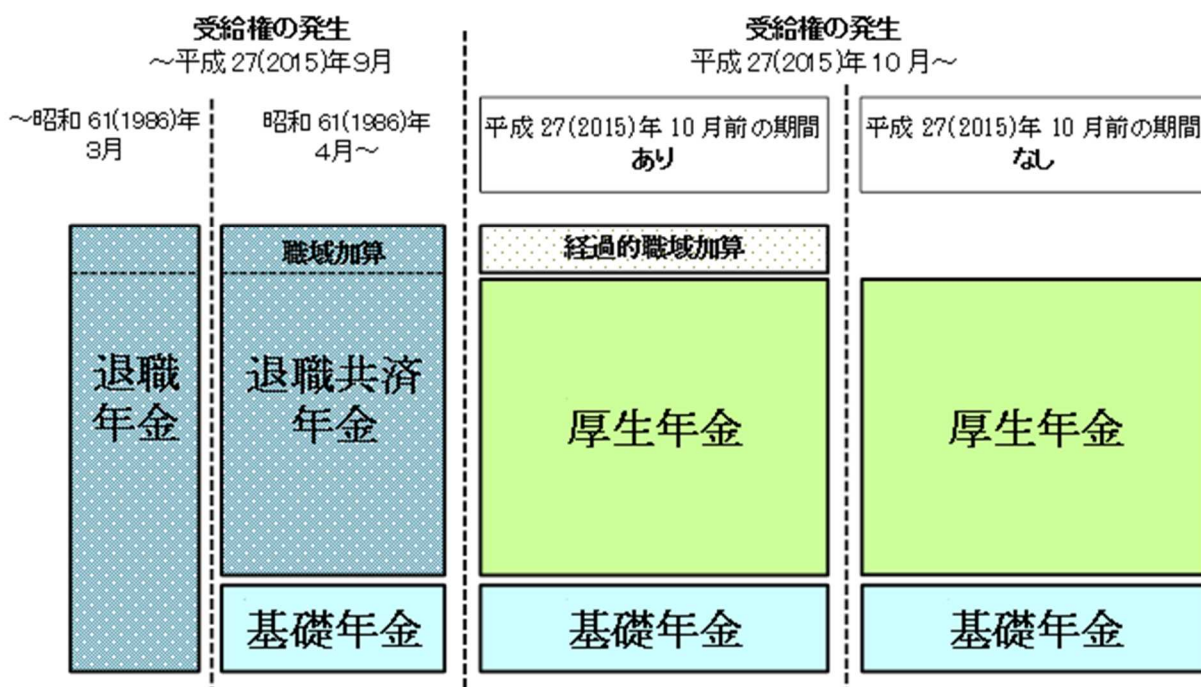 受給権の発生
～平成27(2015)年9月
受給権の発生
平成27(2015)年10月～
～昭和61(1986)年
3月
昭和61(1986)年
4月～
平成27(2015)年10月前の期間
あり
平成27(2015)年10月前の期間
なし
退職
年金
職域加算
退職共済
年金
基礎年金
経過的職域加算
厚生年金
基礎年金
厚生年金
基礎年金